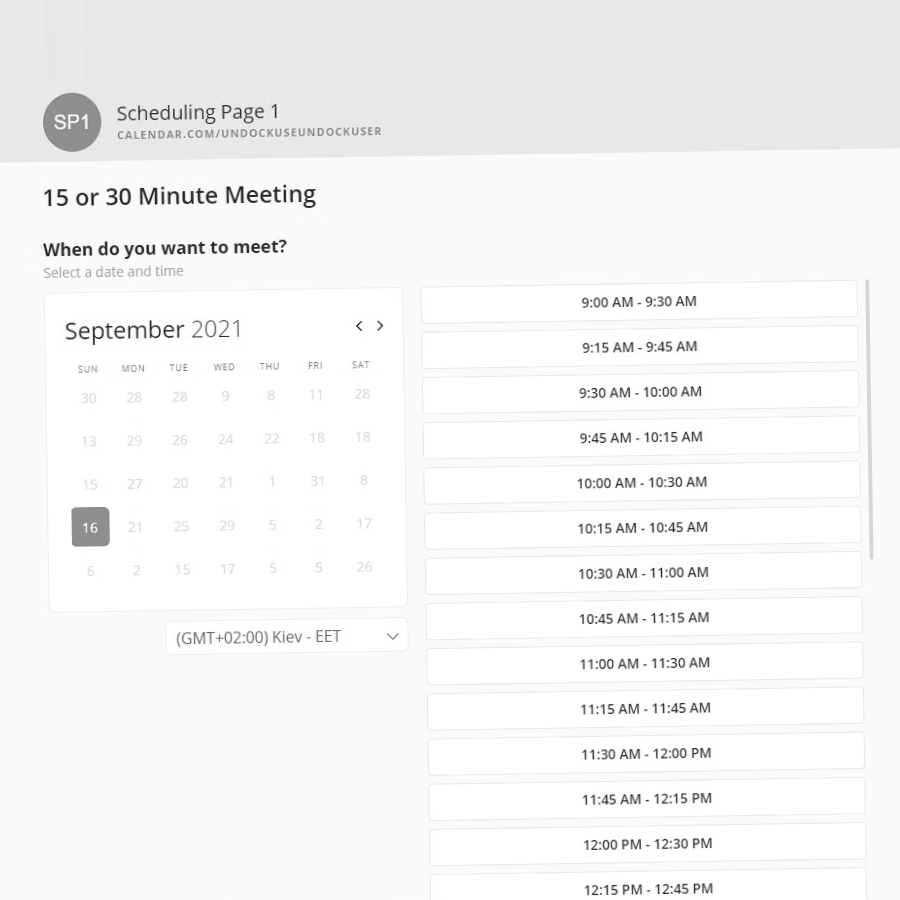 SP1
Scheduling Page 1
CALENDAR.COM/UNDOCKUSEUNDOCKUSER
15 or 30 Minute Meeting
When do you want to meet?
Select a date and time
September 2021
SUN MON TUE WED THU FRI SAT
30 28 28 9 8 11 28
13 29 26 24 22 18 18
15 27 20 21 1 31 8
16 21 25 29 5 2 17
6 2 15 17 5 5 26
(GMT+02:00) Kiev - EET
9:00 AM - 9:30 AM
9:15 AM - 9:45 AM
9:30 AM - 10:00 AM
9:45 AM - 10:15 AM
10:00 AM - 10:30 AM
10:15 AM - 10:45 AM
10:30 AM - 11:00 AM
10:45 AM - 11:15 AM
11:00 AM - 11:30 AM
11:15 AM - 11:45 AM
11:30 AM - 12:00 PM
11:45 AM - 12:15 PM
12:00 PM - 12:30 PM
12:15 PM - 12:45 PM